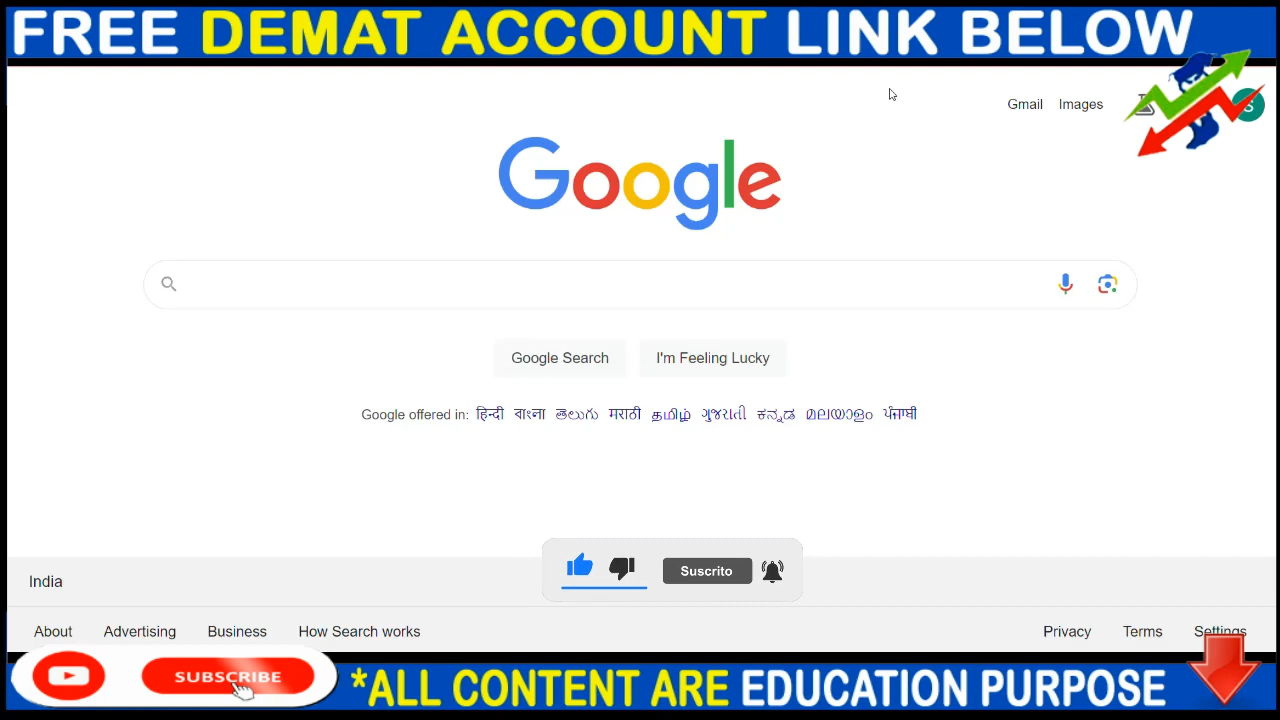 FREE DEMAT ACCOUNT LINK BELOW
Gmail Images
S
Google
Google Search I'm Feeling Lucky
Google offered in: हिन्दी বাংলা తెలుగు मराठी தமிழ் ગુજરાતી ಕನ್ನಡ മലയാളം ਪੰਜਾਬੀ
Suscrito
India
About Advertising Business How Search works Privacy Terms Settings
SUBSCRIBE
*ALL CONTENT ARE EDUCATION PURPOSE